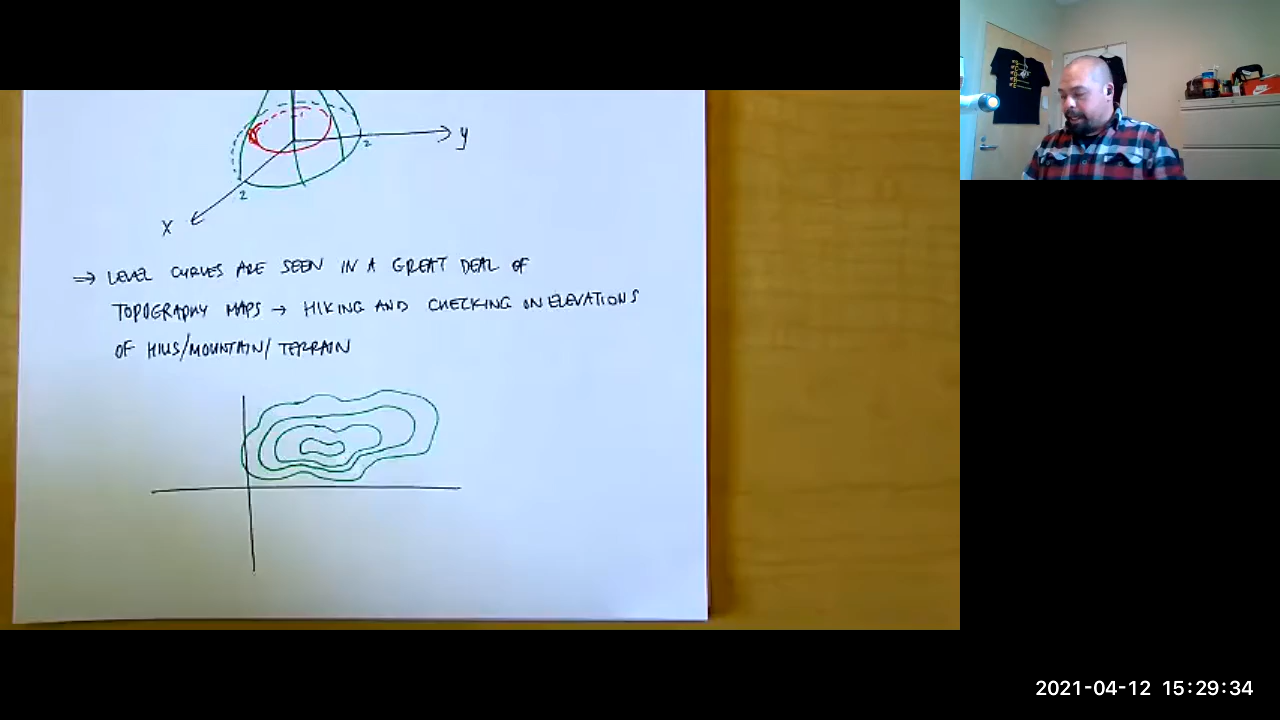 y
2
2
X
⇒ LEVEL CURVES ARE SEEN IN A GREAT DEAL OF
TOPOGRAPHY MAPS → HIKING AND CHECKING ON ELEVATIONS
OF HILLS/MOUNTAIN/TERRAIN
2021-04-12 15:29:34